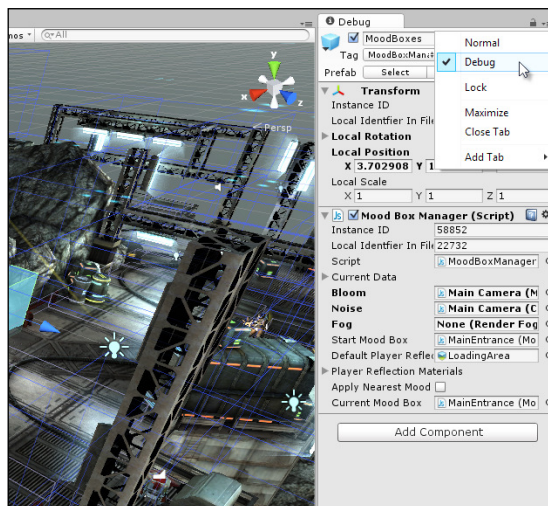 Debug
mos
All
MoodBoxes
Tag MoodBoxMan
Prefab Select
Normal
Debug
Lock
Maximize
Close Tab
Add Tab
y
x
z
Persp
Transform
Instance ID
Local Identfier In File
Local Rotation
Local Position
X 3.702908 Y 1
Local Scale
X 1 Y 1 Z 1
Mood Box Manager (Script)
Instance ID 58852
Local Identfier In File 22732
Script MoodBoxManager
Current Data
Bloom Main Camera (M
Noise Main Camera (C
Fog None (Render Fog
Start Mood Box MainEntrance (Mo
Default Player Reflec LoadingArea
Player Reflection Materials
Apply Nearest Mood
Current Mood Box MainEntrance (Mo
Add Component